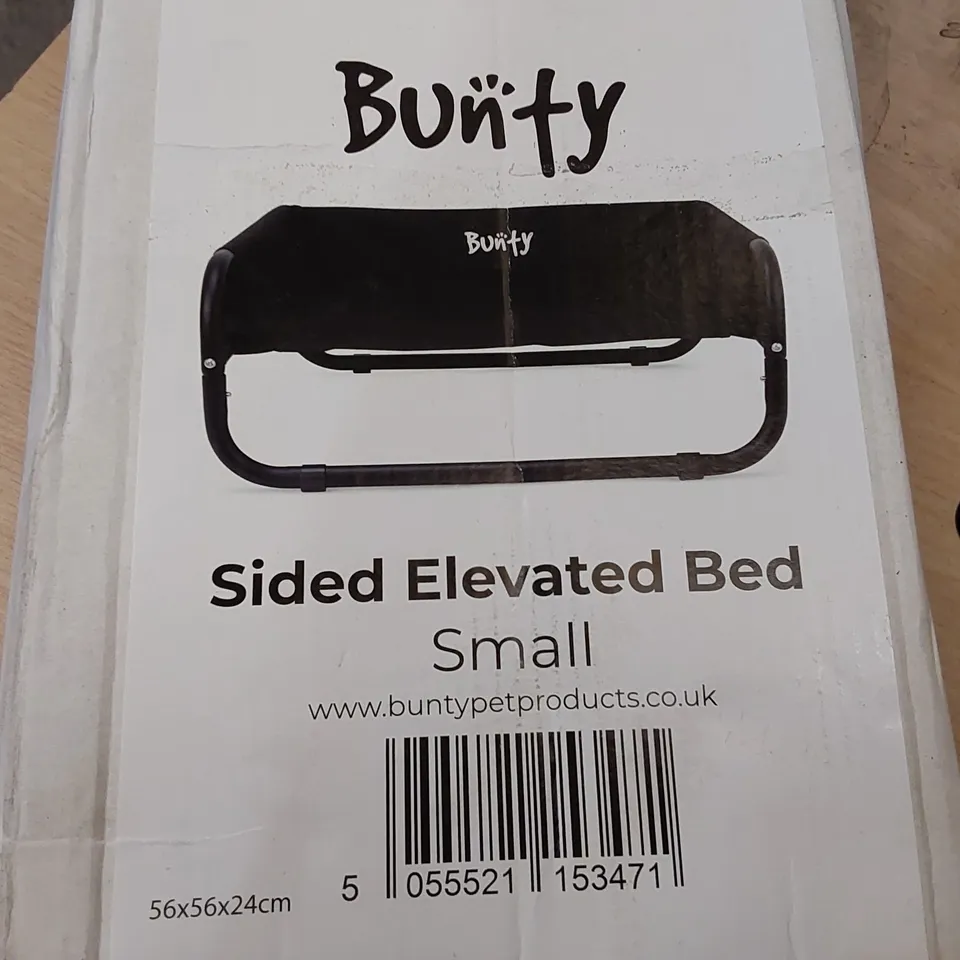 Bunty
Bunty
Sided Elevated Bed
Small
www.buntypetproducts.co.uk
5 055521 153471
56x56x24cm